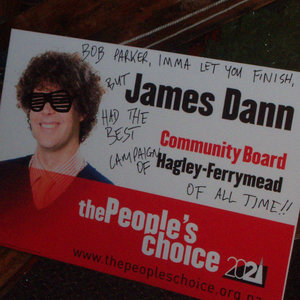 BOB PARKER, IMMA LET YOU FINISH,
BUT James Dann
HAD THE BEST
Community Board
CAMPAIGN OF
Hagley-Ferrymead
OF ALL TIME!!
the People's
choice 2021
www.thepeopleschoice.org.nz